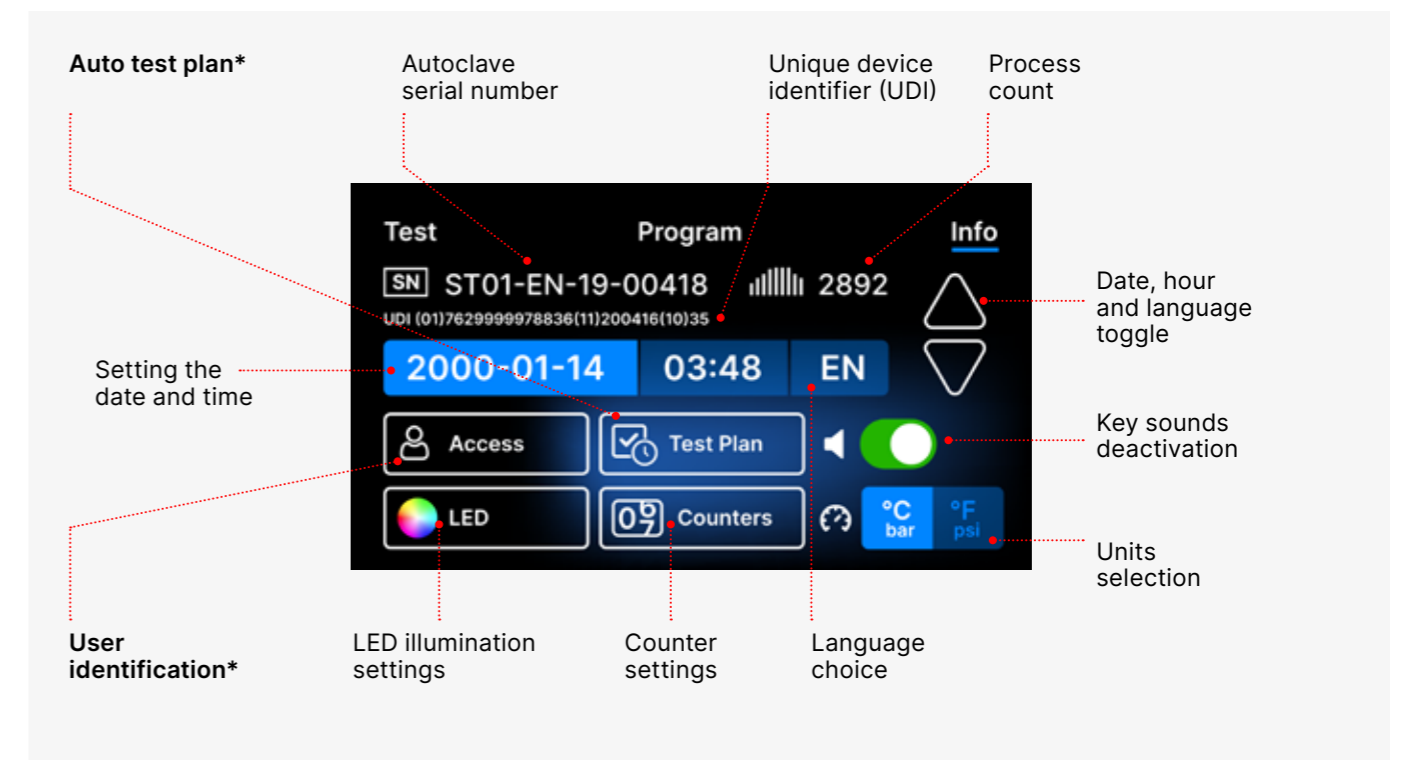 Auto test plan*
Autoclave
serial number
Unique device
identifier (UDI)
Process
count
Test
Program
Info
SN ST01-EN-19-00418
2892
UDI (01)7629999978836(11)200416(10)35
Date, hour
and language
toggle
Setting the
date and time
2000-01-14
03:48
EN
Access
Test Plan
Key sounds
deactivation
LED
09 Counters
°C
bar
°F
psi
Units
selection
User
identification*
LED illumination
settings
Counter
settings
Language
choice